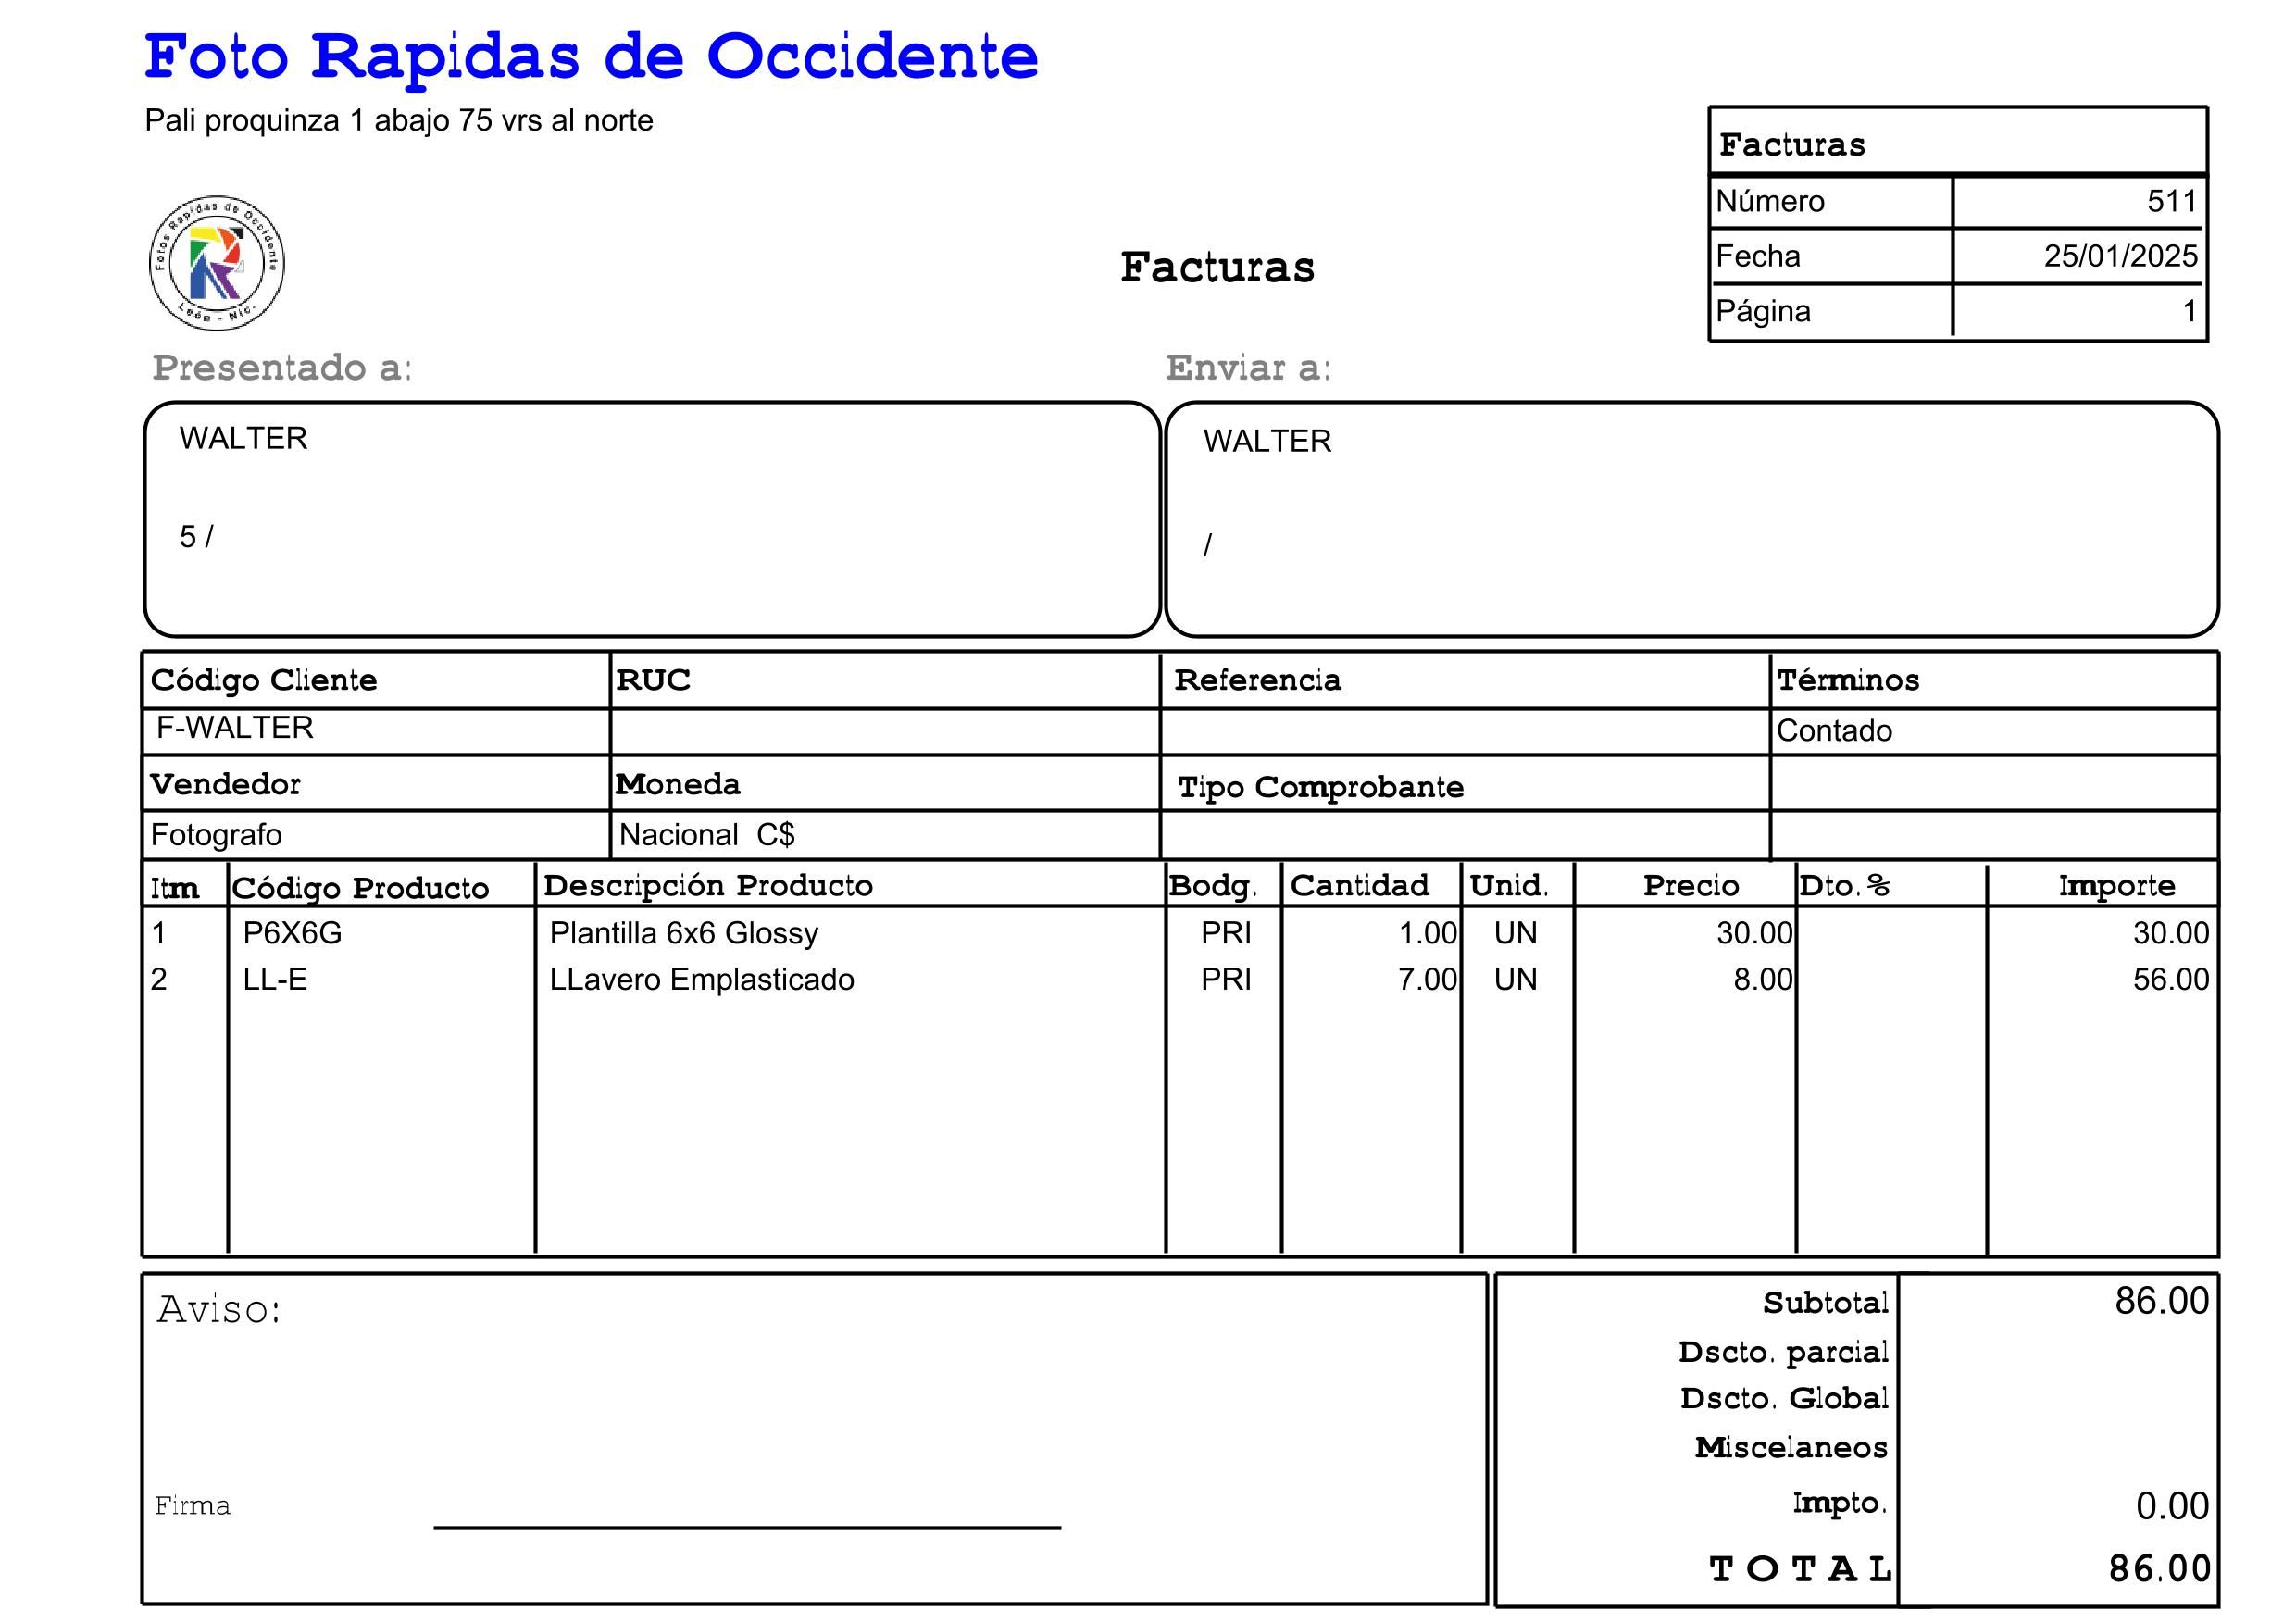 Foto Rapidas de Occidente
Pali proquinza 1 abajo 75 vrs al norte
Facturas
Número 511
Fecha 25/01/2025
Página 1
Fotos Rapidas de Occidente
León - Nic.
Facturas
Presentado a: Enviar a:
WALTER WALTER
5 / /
Código Cliente RUC Referencia Términos
F-WALTER Contado
Vendedor Moneda Tipo Comprobante
Fotografo Nacional C$
Itm Código Producto Descripción Producto Bodg. Cantidad Unid. Precio Dto.% Importe
1 P6X6G Plantilla 6x6 Glossy PRI 1.00 UN 30.00 30.00
2 LL-E LLavero Emplasticado PRI 7.00 UN 8.00 56.00
Aviso:
Subtotal 86.00
Dscto. parcial
Dscto. Global
Miscelaneos
Firma
Impto. 0.00
TOTAL 86.00